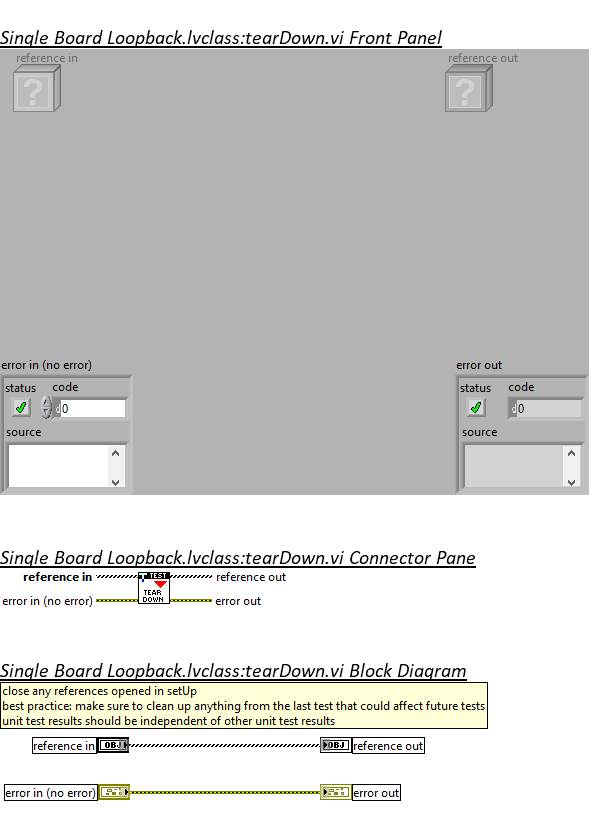 Single Board Loopback.lvclass:tearDown.vi Front Panel
reference in reference out
? ?
error in (no error) error out
status code status code
d 0 d 0
source source
Single Board Loopback.lvclass:tearDown.vi Connector Pane
reference in TEST reference out
error in (no error) TEAR DOWN error out
Single Board Loopback.lvclass:tearDown.vi Block Diagram
close any references opened in setUp
best practice: make sure to clean up anything from the last test that could affect future tests
unit test results should be independent of other unit test results
reference in OBJ OBJ reference out
error in (no error) error out